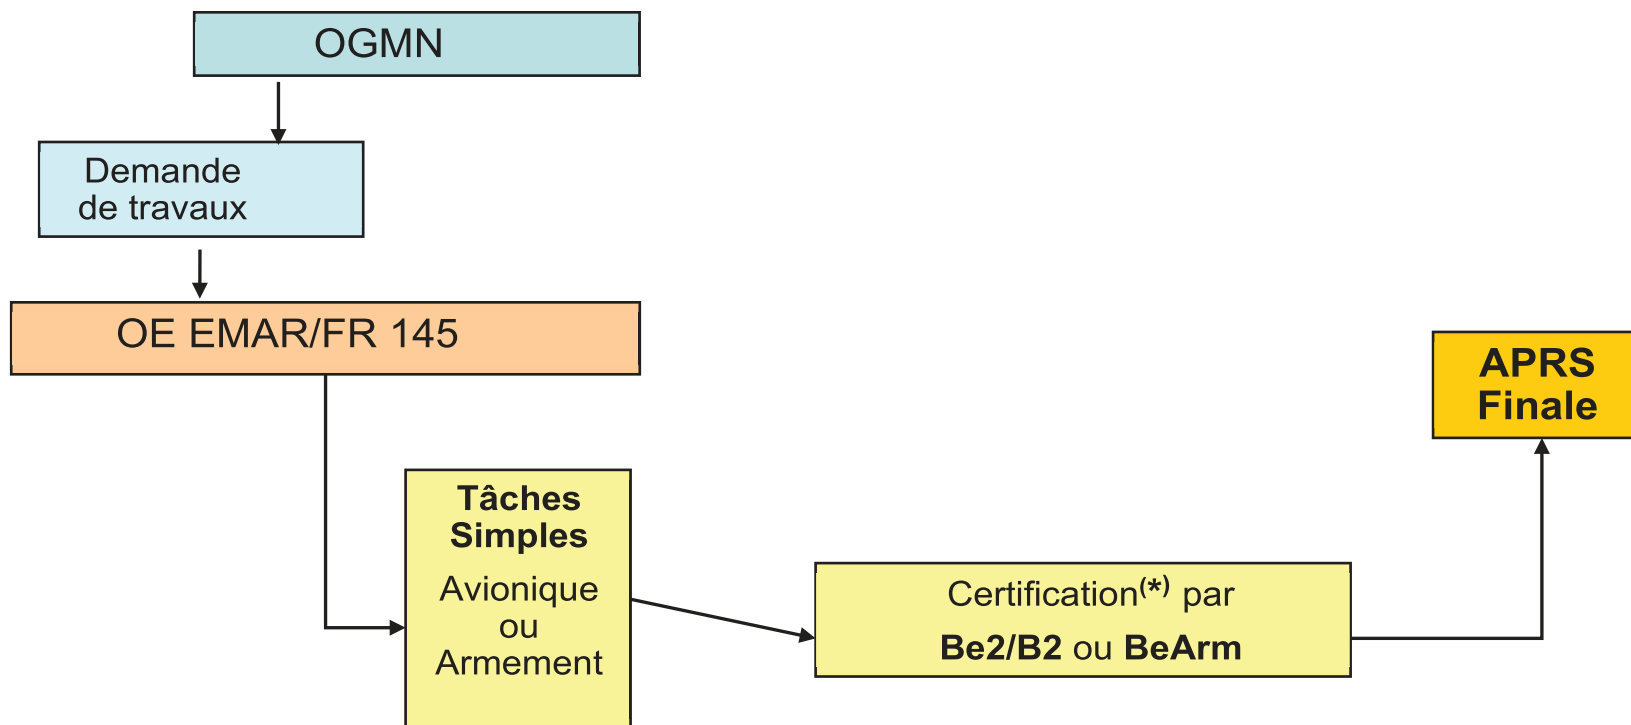 OGMN
Demande
de travaux
OE EMAR/FR 145
APRS
Finale
Tâches
Simples
Avionique
ou
Armement
Certification(*) par
Be2/B2 ou BeArm